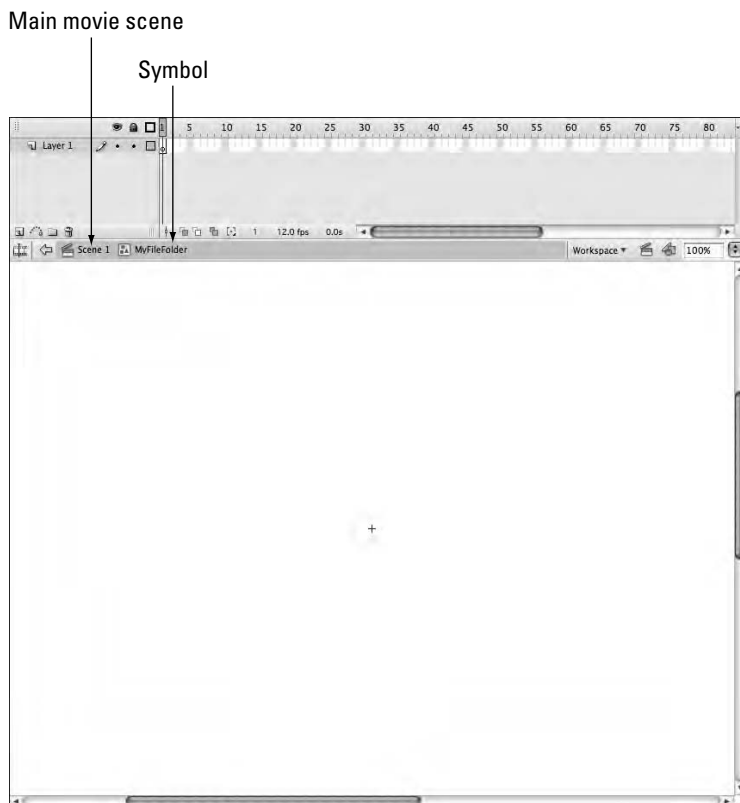 Main movie scene
Symbol
1 5 10 15 20 25 30 35 40 45 50 55 60 65 70 75 80
Layer 1
1 12.0 fps 0.0s
Scene 1 MyFileFolder Workspace 100%